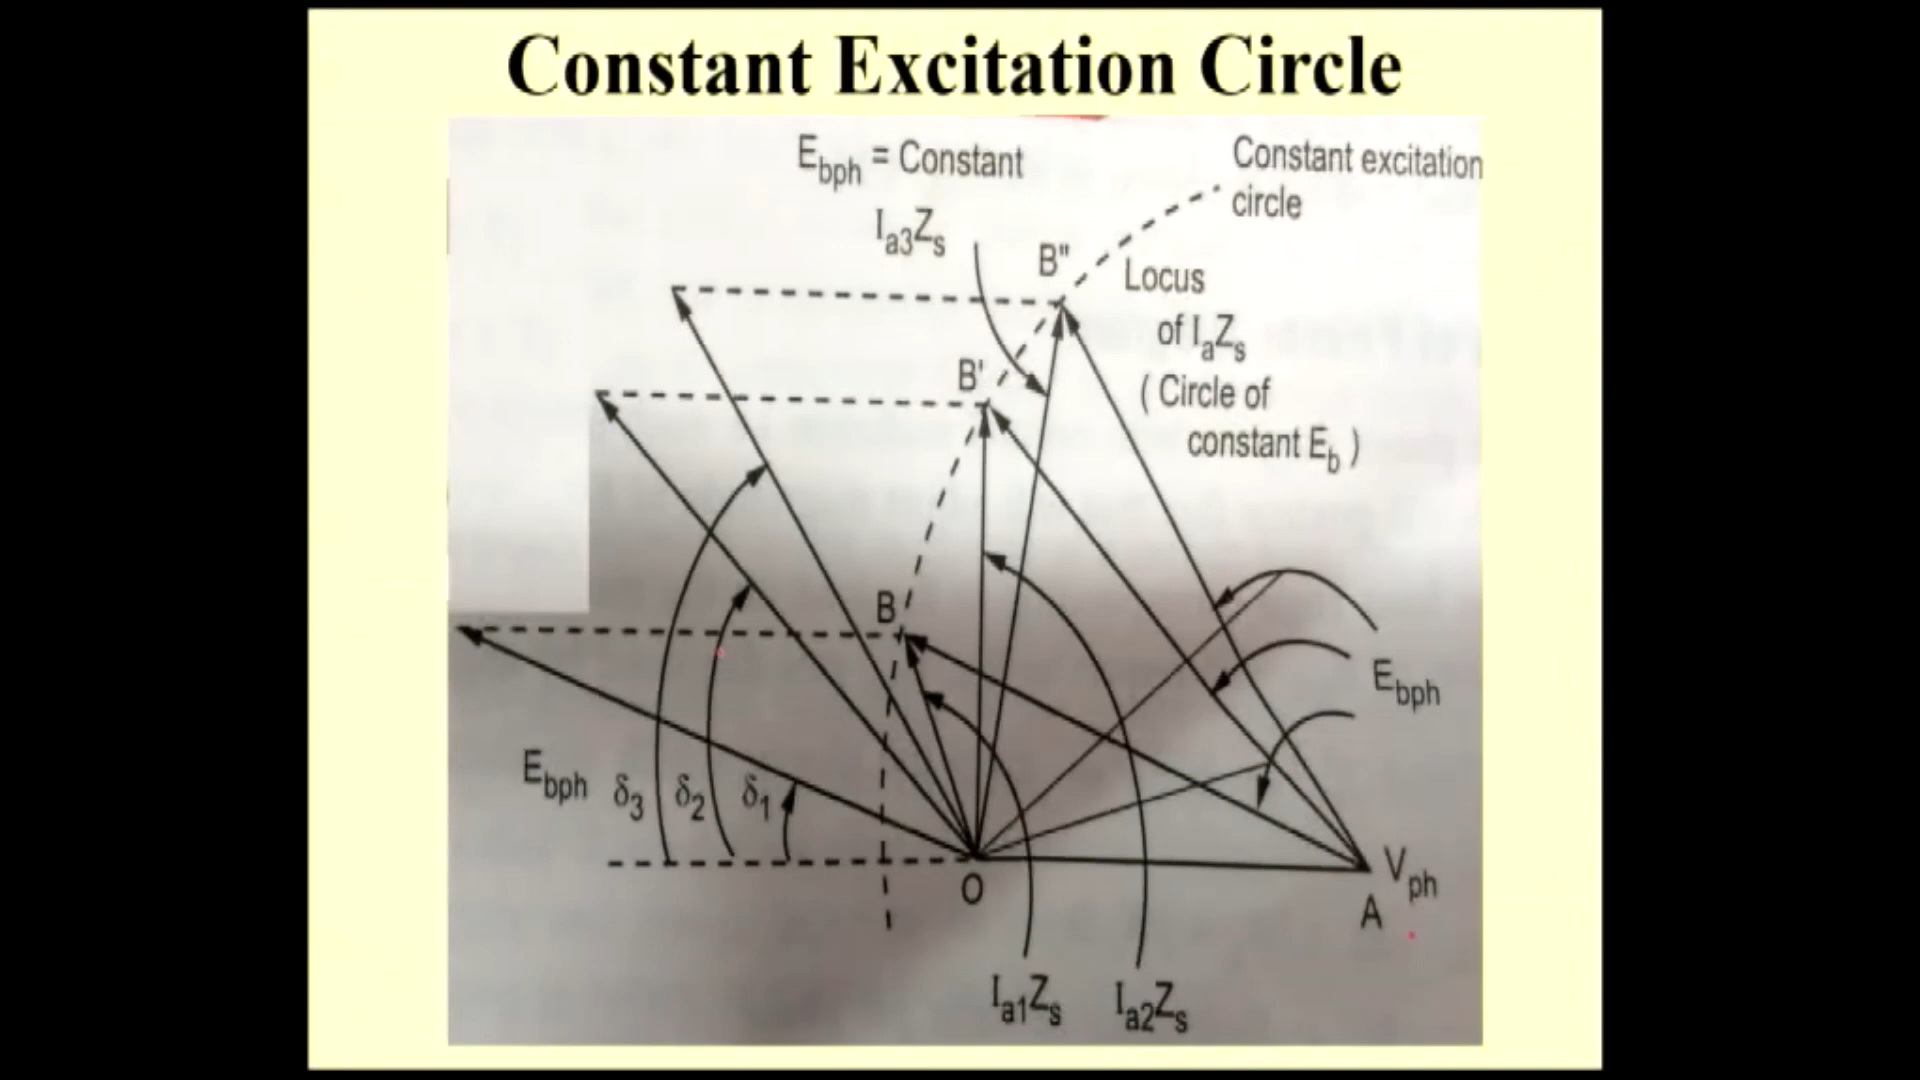 Constant Excitation Circle
E_bph = Constant
Constant excitation
circle
I_a3Z_s
B"
Locus
of I_aZ_s
B'
( Circle of
constant E_b )
B
E_bph
E_bph
δ_3
δ_2
δ_1
O
V_ph
A
I_a1Z_s
I_a2Z_s